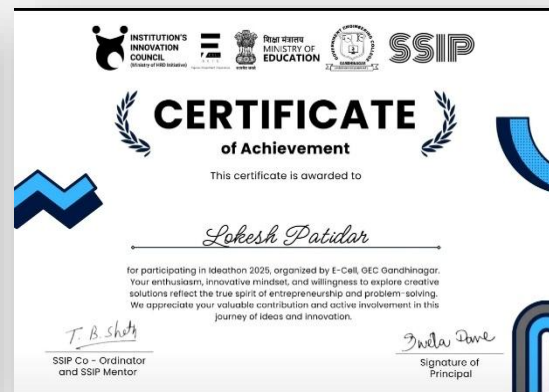 INSTITUTION'S
INNOVATION
COUNCIL
(Ministry of HRD Initiative)
शिक्षा मंत्रालय
MINISTRY OF
EDUCATION
SSIP
CERTIFICATE
of Achievement
This certificate is awarded to
Lokesh Patidar
for participating in Ideathon 2025, organized by E-Cell, GEC Gandhinagar.
Your enthusiasm, innovative mindset, and willingness to explore creative
solutions reflect the true spirit of entrepreneurship and problem-solving.
We appreciate your valuable contribution and active involvement in this
journey of ideas and innovation.
T. B. Sheth
SSIP Co - Ordinator
and SSIP Mentor
Sweta Dave
Signature of
Principal